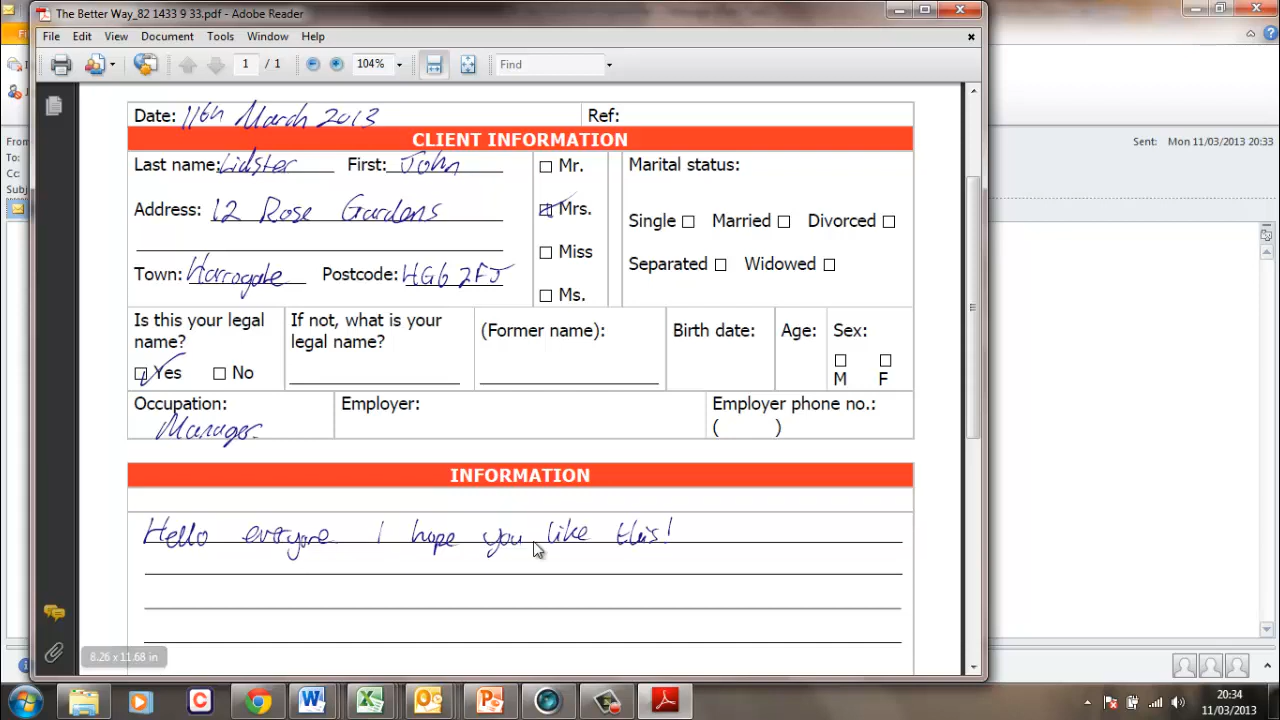 The Better Way_82 1433 9 33.pdf - Adobe Reader
File Edit View Document Tools Window Help
1 / 1 104% Find
Sent: Mon 11/03/2013 20:33
From
To:
Cc:
Subj
Date: 11th March 2013 Ref:
CLIENT INFORMATION
Last name: Lidster First: John
Mr.
Marital status:
Address: 12 Rose Gardens
Mrs.
Single Married Divorced
Miss
Separated Widowed
Town: Harrogate Postcode: HG6 2FJ
Ms.
Is this your legal name?
If not, what is your legal name?
(Former name):
Birth date:
Age:
Sex:
Yes No
M F
Occupation:
Manager.
Employer:
Employer phone no.:
( )
INFORMATION
Hello everyone I hope you like this!
8.26 x 11.68 in
20:34
11/03/2013